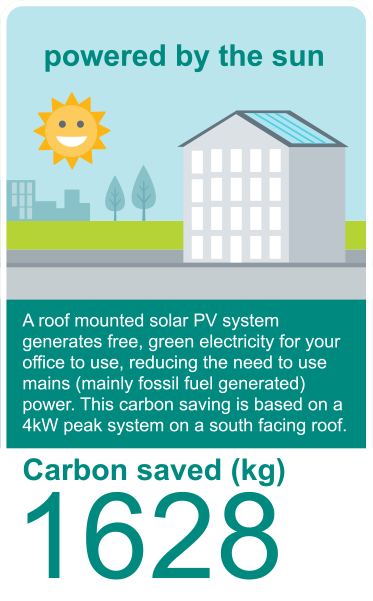 powered by the sun
A roof mounted solar PV system
generates free, green electricity for your
office to use, reducing the need to use
mains (mainly fossil fuel generated)
power. This carbon saving is based on a
4kW peak system on a south facing roof.
Carbon saved (kg)
1628